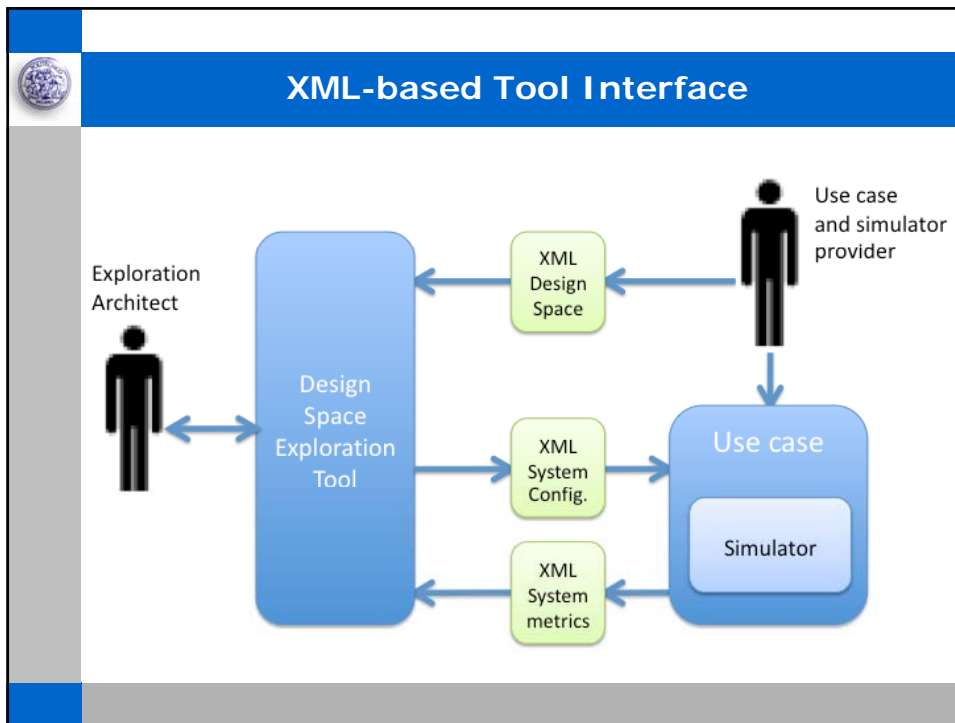 XML-based Tool Interface
Use case
and simulator
provider
XML
Design
Space
Exploration
Architect
Design
Space
Exploration
Tool
XML
System
Config.
Use case
Simulator
XML
System
metrics